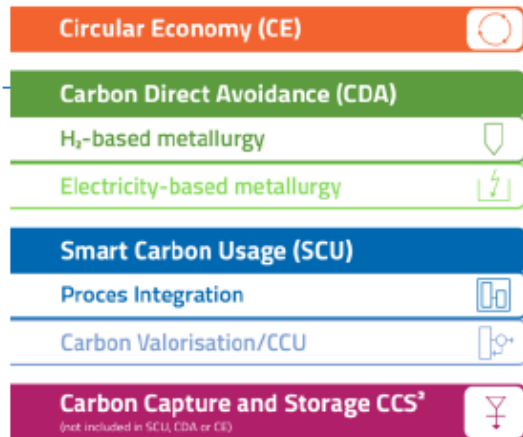 Circular Economy (CE)
Carbon Direct Avoidance (CDA)
H₂-based metallurgy
Electricity-based metallurgy
Smart Carbon Usage (SCU)
Proces Integration
Carbon Valorisation/CCU
Carbon Capture and Storage CCS²
(not included in SCU, CDA or CE)